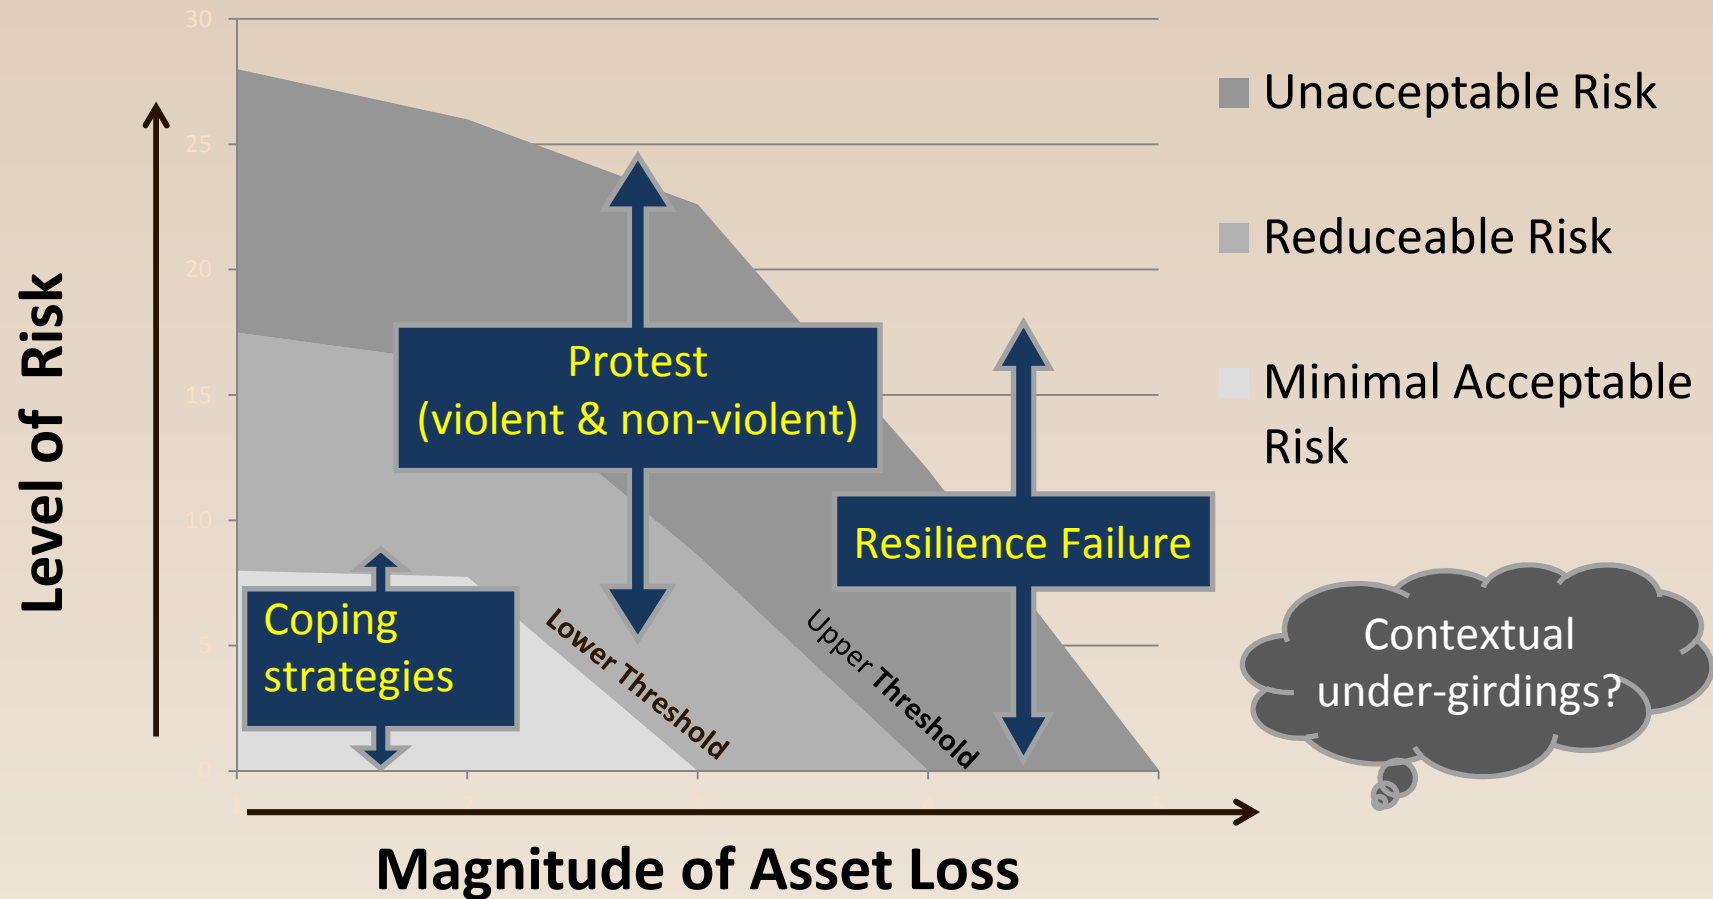 30
25
20
15
10
5
0
Level of Risk
Unacceptable Risk
Reduceable Risk
Minimal Acceptable
Risk
Protest
(violent & non-violent)
Resilience Failure
Coping
strategies
Lower Threshold
Upper Threshold
Contextual
under-girdings?
Magnitude of Asset Loss